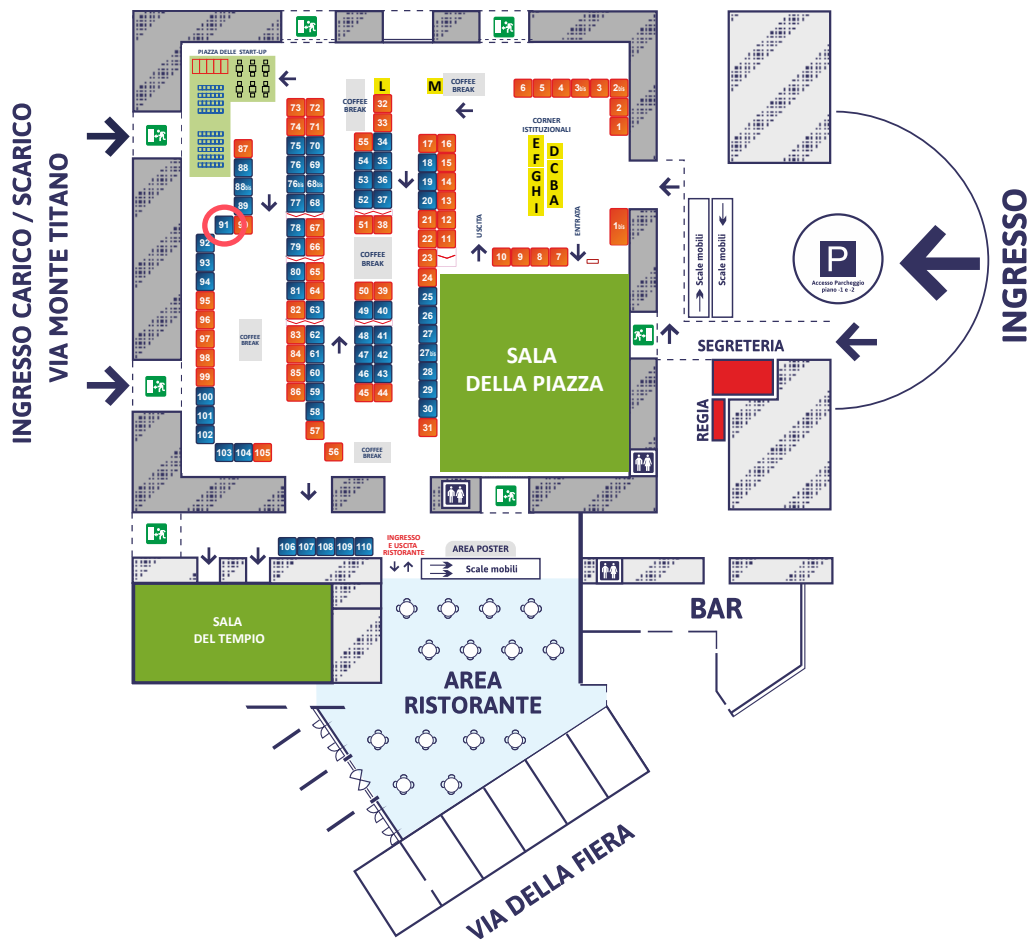 PIAZZA DELLE START-UP
L
M
COFFEE
BREAK
COFFEE
BREAK
6
5
4
3bis
3
2bis
2
1
CORNER
ISTITUZIONALI
E
F
G
H
I
D
C
B
A
73 72
74 71
75 70
76 69
76bis 68bis
77 68
78 67
79 66
80 65
81 64
82 63
83 62
84 61
85 60
86 59
58
57
32
33
55 34
54 35
53 36
52 37
51 38
COFFEE
BREAK
50 39
49 40
48 41
47 42
46 43
45 44
56
COFFEE
BREAK
17 16
18 15
19 14
20 13
21 12
22 11
23
24
25
26
27
27bis
28
29
30
31
87
88
88bis
89
91
92
93
94
95
96
97
98
99
100
101
102
103 104 105
COFFEE
BREAK
USCITA
ENTRATA
10 9 8 7
1bis
Scale mobili
Scale mobili
P
Accesso Parcheggio
piano -1 e -2
INGRESSO
INGRESSO CARICO / SCARICO
VIA MONTE TITANO
SALA
DELLA PIAZZA
SEGRETERIA
REGIA
106 107 108 109 110
INGRESSO
E USCITA
RISTORANTE
AREA POSTER
Scale mobili
SALA
DEL TEMPIO
BAR
AREA
RISTORANTE
VIA DELLA FIERA